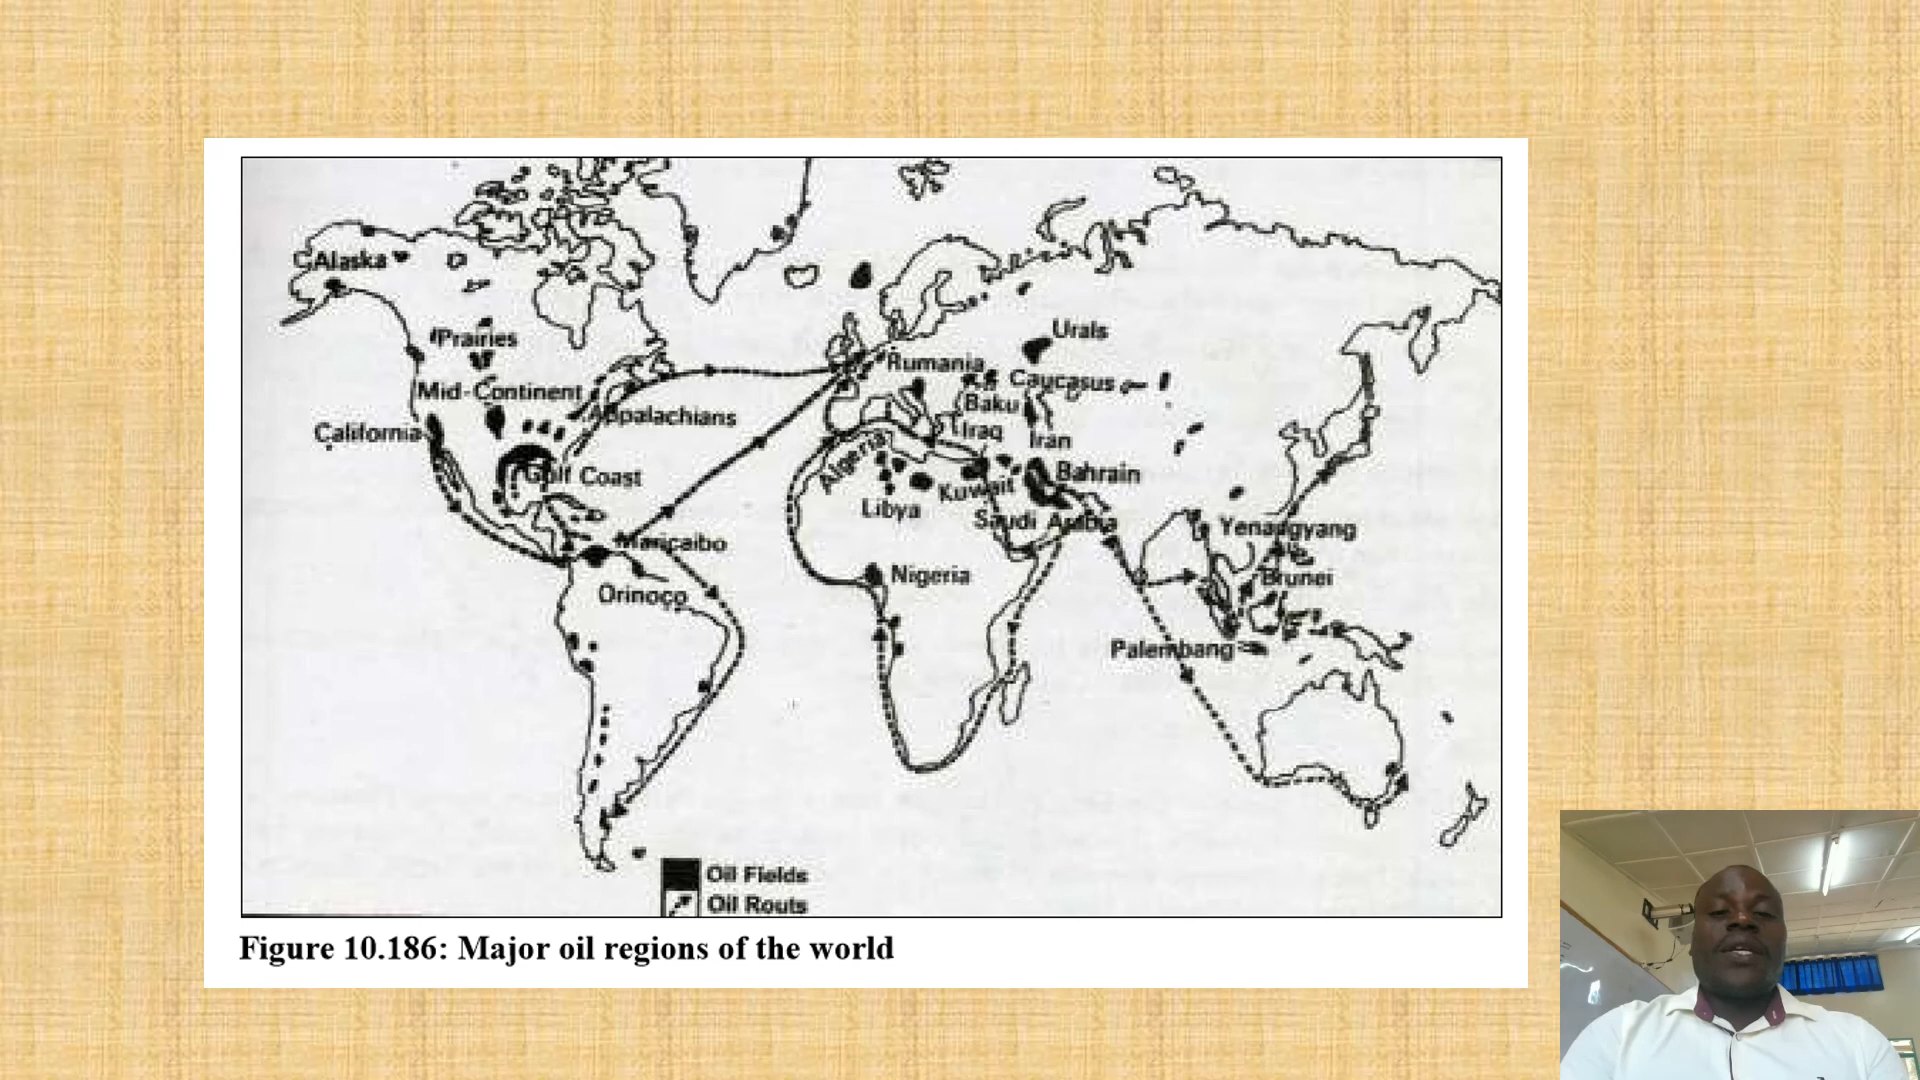 Alaska
Prairies
Mid-Continent
Appalachians
California
Gulf Coast
Maricaibo
Orinoco
Rumania
Urals
Caucasus
Baku
Iraq
Iran
Algeria
Libya
Kuwait
Bahrain
Saudi Arabia
Nigeria
Yenangyang
Brunei
Palembang
Oil Fields
Oil Routs
Figure 10.186: Major oil regions of the world